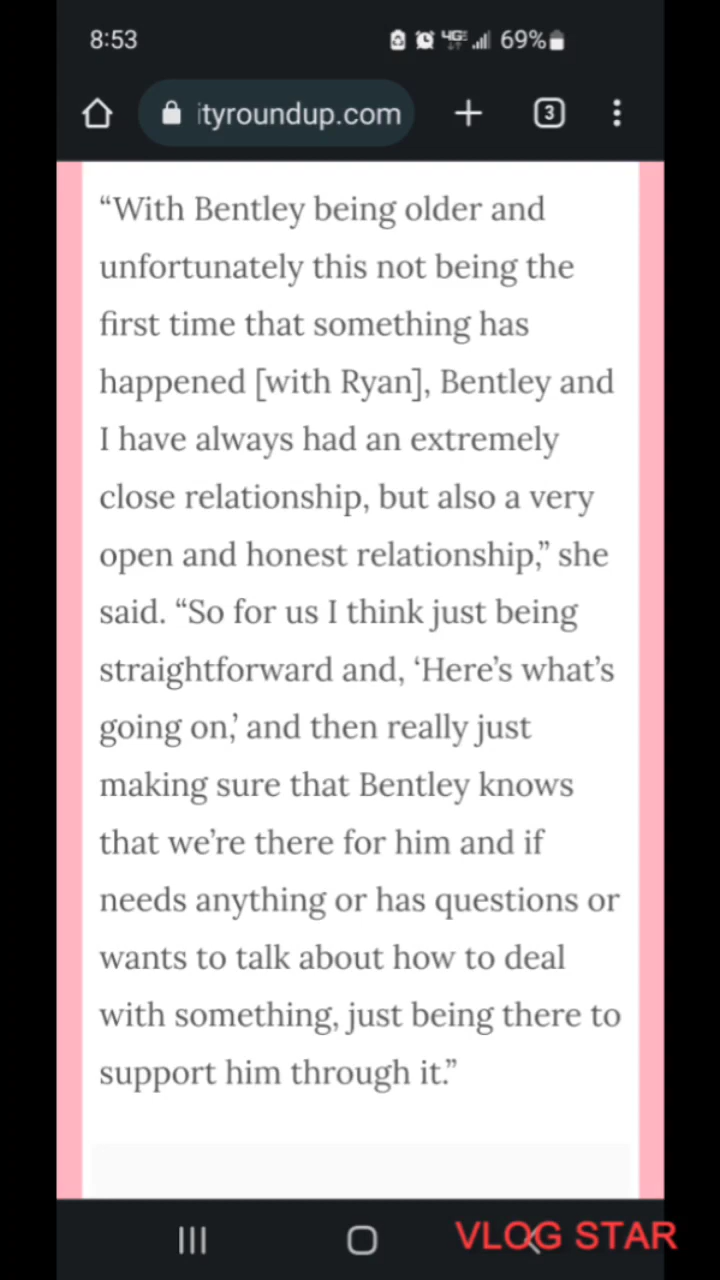 8:53
4G 69%
ityroundup.com
3
“With Bentley being older and
unfortunately this not being the
first time that something has
happened [with Ryan], Bentley and
I have always had an extremely
close relationship, but also a very
open and honest relationship,” she
said. “So for us I think just being
straightforward and, ‘Here’s what’s
going on,’ and then really just
making sure that Bentley knows
that we’re there for him and if
needs anything or has questions or
wants to talk about how to deal
with something, just being there to
support him through it.”
VLOG STAR